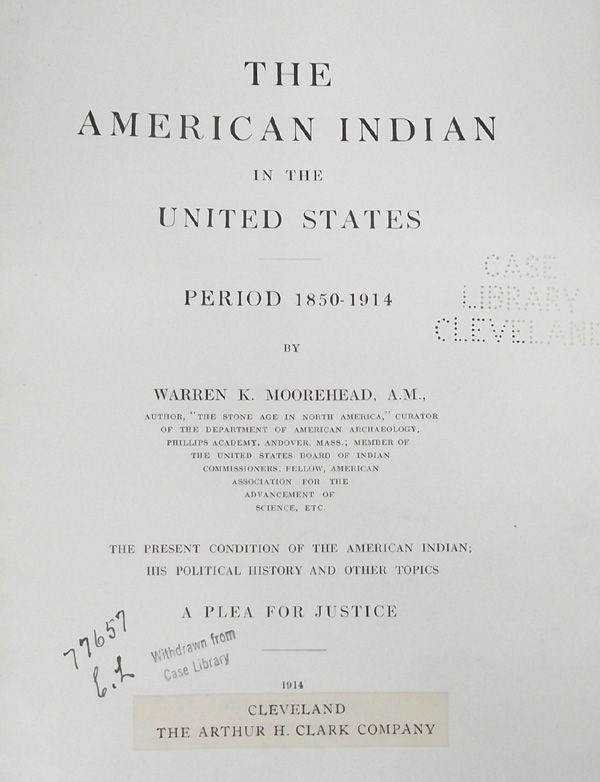 THE
AMERICAN INDIAN
IN THE
UNITED STATES
PERIOD 1850-1914
CASE
LIBRARY
CLEVELAND
BY
WARREN K. MOOREHEAD, A.M.,
AUTHOR, "THE STONE AGE IN NORTH AMERICA," CURATOR
OF THE DEPARTMENT OF AMERICAN ARCHAEOLOGY,
PHILLIPS ACADEMY, ANDOVER, MASS.; MEMBER OF
THE UNITED STATES BOARD OF INDIAN
COMMISSIONERS, FELLOW, AMERICAN
ASSOCIATION FOR THE
ADVANCEMENT OF
SCIENCE, ETC.
THE PRESENT CONDITION OF THE AMERICAN INDIAN;
HIS POLITICAL HISTORY AND OTHER TOPICS
A PLEA FOR JUSTICE
77657
Withdrawn from
Case Library
1914
CLEVELAND
THE ARTHUR H. CLARK COMPANY